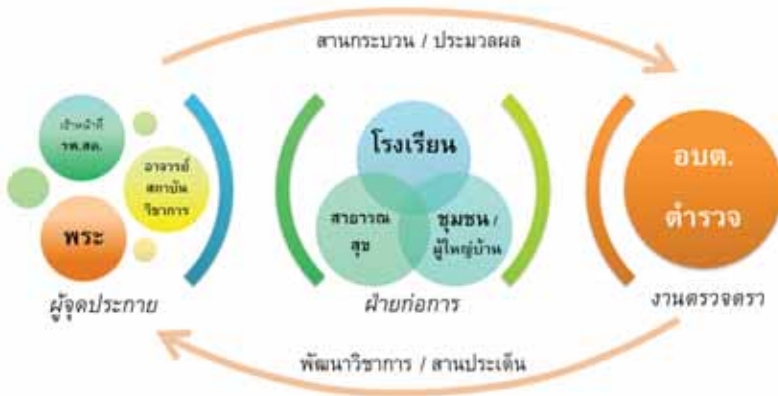 สานกระบวน / ประมวลผล
เจ้าหน้าที่
รพ.สต.
อาจารย์
สถาบัน
วิชาการ
พระ
ผู้จุดประกาย
โรงเรียน
สาธารณ
สุข
ชุมชน /
ผู้ใหญ่บ้าน
ฝ่ายก่อการ
อบต.
ตำรวจ
งานตรวจตรา
พัฒนาวิชาการ / สานประเด็น